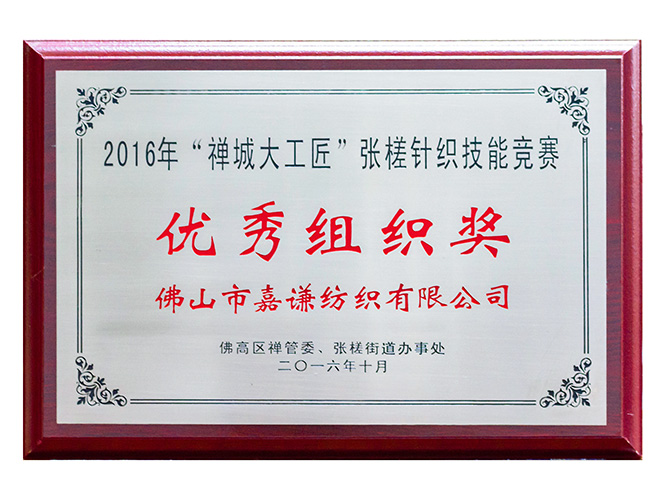 2016年“禅城大工匠”张槎针织技能竞赛
优秀组织奖
佛山市嘉谦纺织有限公司
佛高区禅管委、张槎街道办事处
二〇一六年十月